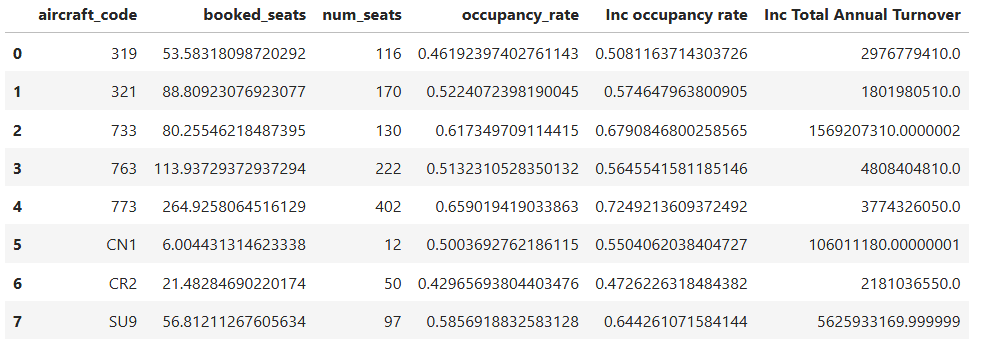 aircraft_code booked_seats num_seats occupancy_rate Inc occupancy rate Inc Total Annual Turnover
0 319 53.58318098720292 116 0.46192397402761143 0.5081163714303726 2976779410.0
1 321 88.80923076923077 170 0.5224072398190045 0.574647963800905 1801980510.0
2 733 80.25546218487395 130 0.617349709114415 0.6790846800258565 1569207310.0000002
3 763 113.93729372937294 222 0.5132310528350132 0.5645541581185146 4808404810.0
4 773 264.9258064516129 402 0.659019419033863 0.7249213609372492 3774326050.0
5 CN1 6.004431314623338 12 0.5003692762186115 0.5504062038404727 106011180.00000001
6 CR2 21.48284690220174 50 0.42965693804403476 0.4726226318484382 2181036550.0
7 SU9 56.81211267605634 97 0.5856918832583128 0.644261071584144 5625933169.999999